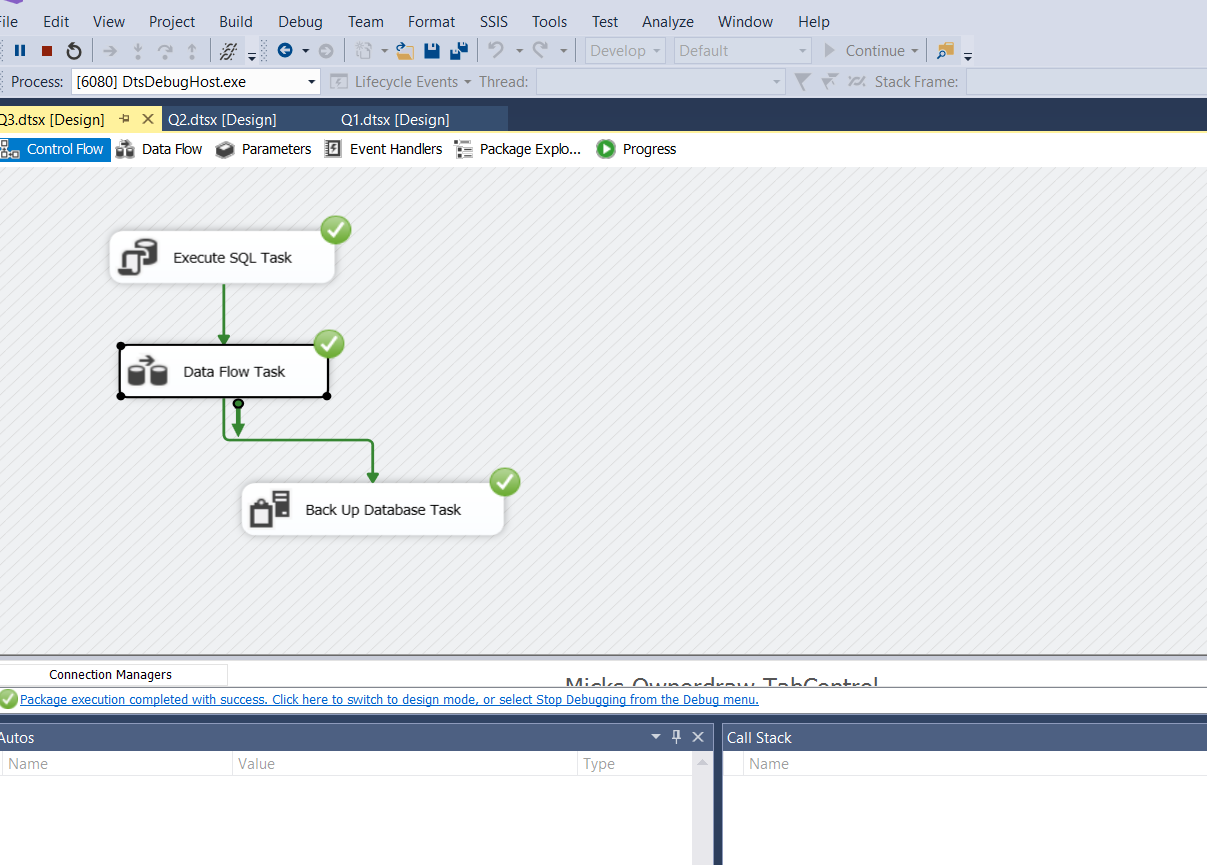 File Edit View Project Build Debug Team Format SSIS Tools Test Analyze Window Help
Develop Default Continue
Process: [6080] DtsDebugHost.exe Lifecycle Events Thread: Stack Frame:
Q3.dtsx [Design] Q2.dtsx [Design] Q1.dtsx [Design]
Control Flow Data Flow Parameters Event Handlers Package Explo... Progress
Execute SQL Task
Data Flow Task
Back Up Database Task
Connection Managers
Micks Ownerdraw TabControl
Package execution completed with success. Click here to switch to design mode, or select Stop Debugging from the Debug menu.
Autos Call Stack
Name Value Type Name